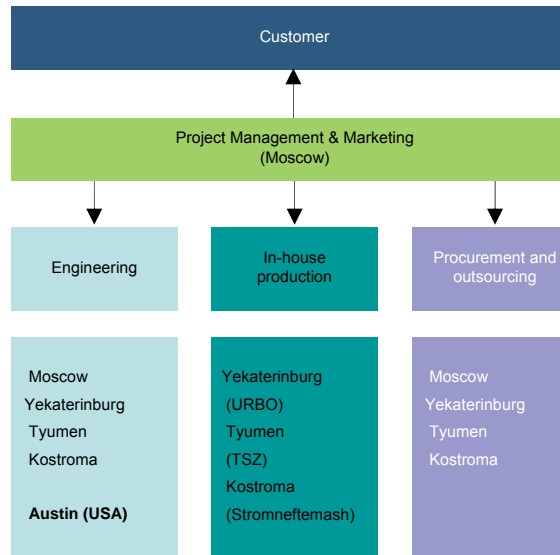 Customer
Project Management & Marketing
(Moscow)
Engineering
In-house
production
Procurement and
outsourcing
Moscow
Yekaterinburg
Tyumen
Kostroma
Austin (USA)
Yekaterinburg
(URBO)
Tyumen
(TSZ)
Kostroma
(Stromneftemash)
Moscow
Yekaterinburg
Tyumen
Kostroma